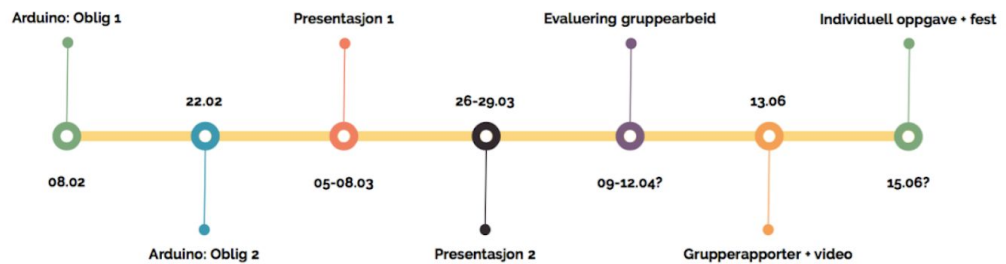 Arduino: Oblig 1
Presentasjon 1
Evaluering gruppearbeid
Individuell oppgave + fest
22.02
26-29.03
13.06
08.02
05-08.03
09-12.04?
15.06?
Arduino: Oblig 2
Presentasjon 2
Grupperapporter + video